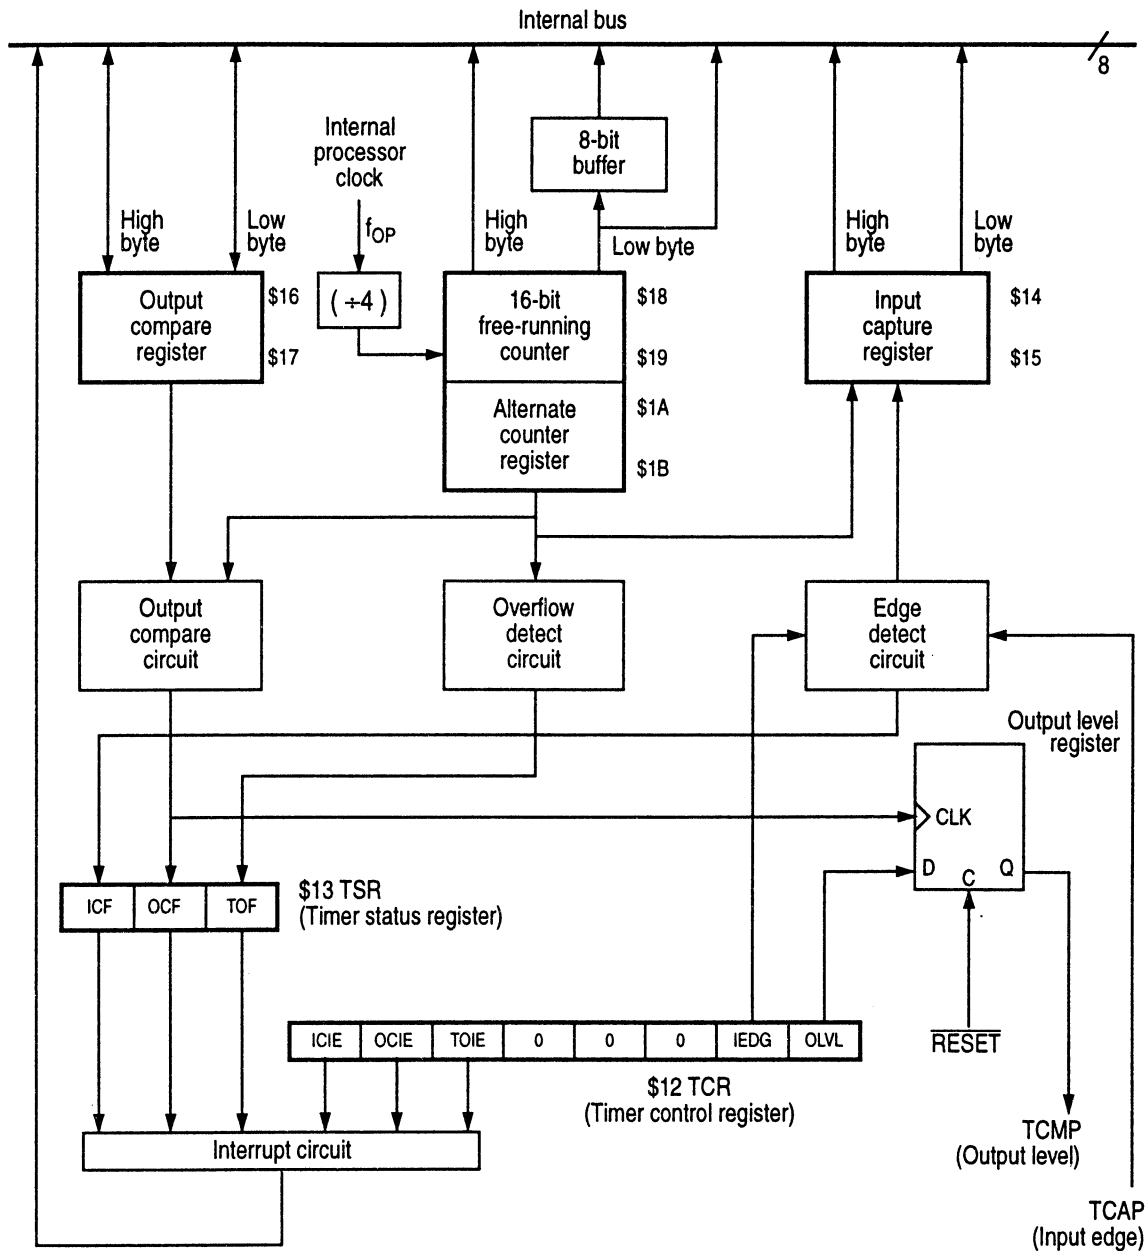 Internal bus
8
8-bit
buffer
Internal
processor
clock
fOP
High
byte
Low
byte
High
byte
Low byte
High
byte
Low
byte
Output
compare
register
$16
$17
( ÷4 )
16-bit
free-running
counter
$18
$19
Alternate
counter
register
$1A
$1B
Input
capture
register
$14
$15
Output
compare
circuit
Overflow
detect
circuit
Edge
detect
circuit
Output level
register
CLK
D
C
Q
ICF OCF TOF
$13 TSR
(Timer status register)
ICIE OCIE TOIE 0 0 0 IEDG OLVL
$12 TCR
(Timer control register)
RESET
Interrupt circuit
TCMP
(Output level)
TCAP
(Input edge)